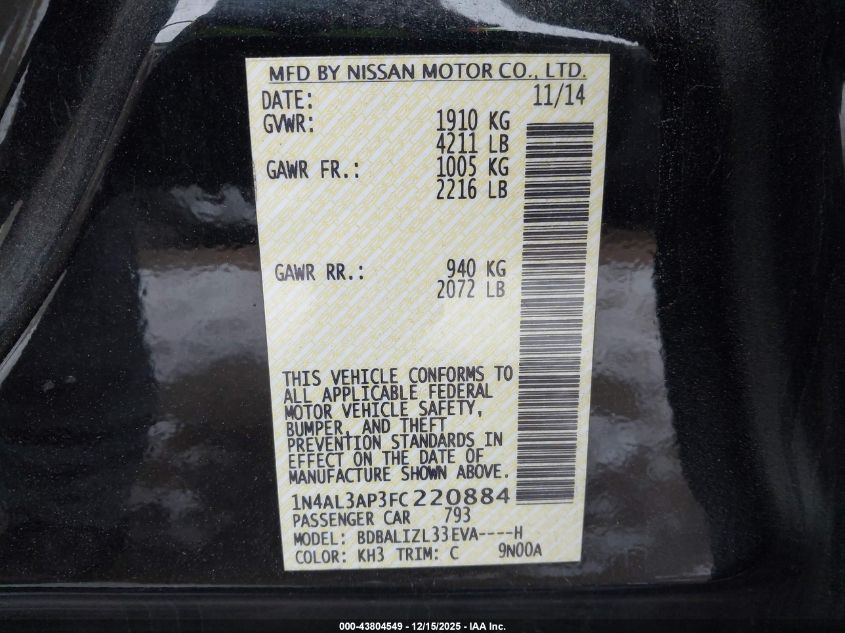 MFD BY NISSAN MOTOR CO., LTD.
DATE: 11/14
GVWR: 1910 KG
4211 LB
GAWR FR.: 1005 KG
2216 LB
GAWR RR.: 940 KG
2072 LB
THIS VEHICLE CONFORMS TO
ALL APPLICABLE FEDERAL
MOTOR VEHICLE SAFETY,
BUMPER, AND THEFT
PREVENTION STANDARDS IN
EFFECT ON THE DATE OF
MANUFACTURE SHOWN ABOVE.
1N4AL3AP3FC220884
PASSENGER CAR 793
MODEL: BDBALIZL33EVA----H
COLOR: KH3 TRIM: C 9N00A
000-43804549 - 12/15/2025 - IAA Inc.